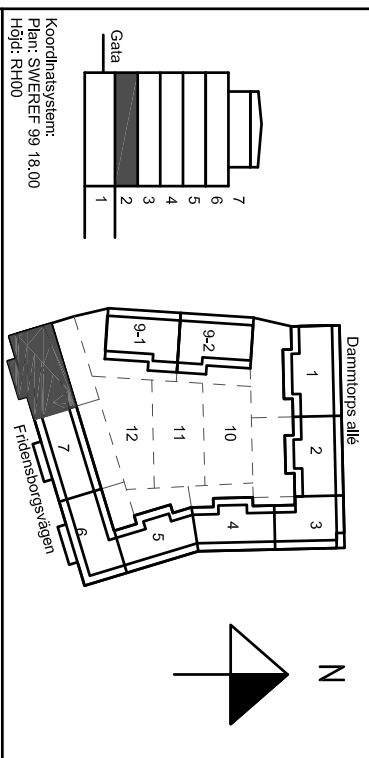 Gata
1
2
3
4
5
6
7
Koordinatsystem:
Plan: SWEREF 99 18.00
Höjd: RH00
Dammtorps allé
1
2
3
9-1
9-2
10
11
12
4
5
6
7
Fridensborgsvägen
N